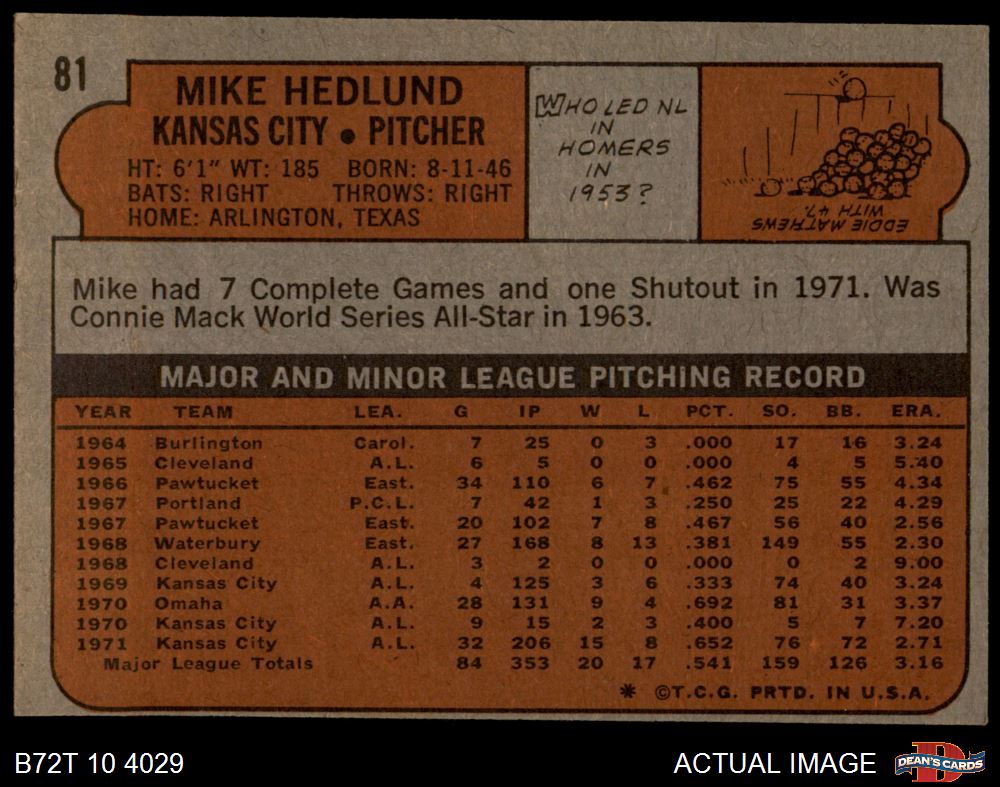 81
MIKE HEDLUND
KANSAS CITY • PITCHER
HT: 6'1" WT: 185 BORN: 8-11-46
BATS: RIGHT THROWS: RIGHT
HOME: ARLINGTON, TEXAS
WHO LED NL
IN
HOMERS
IN
1953?
EDDIE MATHEWS
WITH 47.
Mike had 7 Complete Games and one Shutout in 1971. Was
Connie Mack World Series All-Star in 1963.
MAJOR AND MINOR LEAGUE PITCHING RECORD
YEAR TEAM LEA. G IP W L PCT. SO. BB. ERA.
1964 Burlington Carol. 7 25 0 3 .000 17 16 3.24
1965 Cleveland A.L. 6 5 0 0 .000 4 5 5.40
1966 Pawtucket East. 34 110 6 7 .462 75 55 4.34
1967 Portland P.C.L. 7 42 1 3 .250 25 22 4.29
1967 Pawtucket East. 20 102 7 8 .467 56 40 2.56
1968 Waterbury East. 27 168 8 13 .381 149 55 2.30
1968 Cleveland A.L. 3 2 0 0 .000 0 2 9.00
1969 Kansas City A.L. 4 125 3 6 .333 74 40 3.24
1970 Omaha A.A. 28 131 9 4 .692 81 31 3.37
1970 Kansas City A.L. 9 15 2 3 .400 5 7 7.20
1971 Kansas City A.L. 32 206 15 8 .652 76 72 2.71
Major League Totals 84 353 20 17 .541 159 126 3.16
* ©T.C.G. PRTD. IN U.S.A.
B72T 10 4029
ACTUAL IMAGE
DEAN'S CARDS